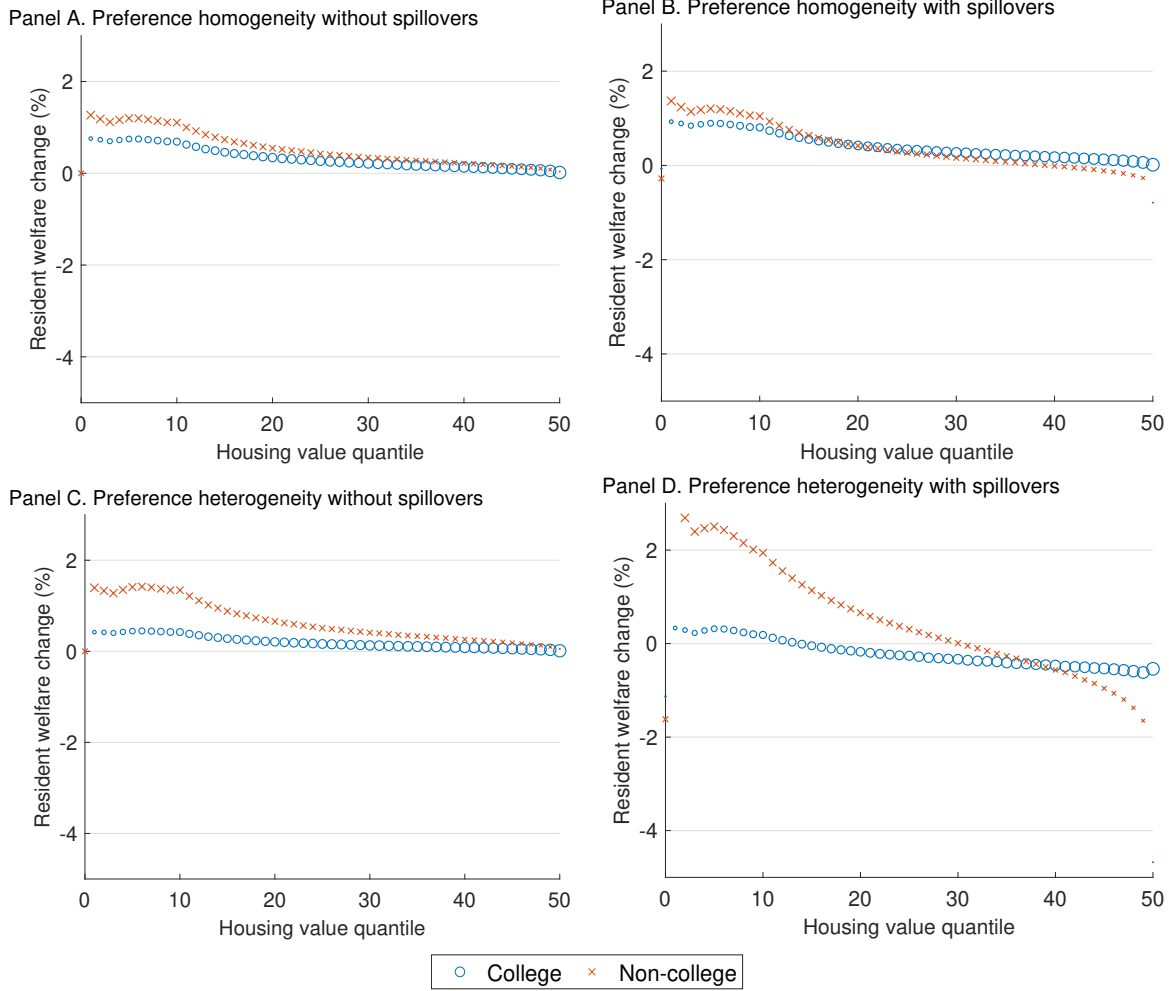 Panel A. Preference homogeneity without spillovers
2
0
-2
-4
Resident welfare change (%)
0 10 20 30 40 50
Housing value quantile
Panel B. Preference homogeneity with spillovers
2
0
-2
-4
Resident welfare change (%)
0 10 20 30 40 50
Housing value quantile
Panel C. Preference heterogeneity without spillovers
2
0
-2
-4
Resident welfare change (%)
0 10 20 30 40 50
Housing value quantile
Panel D. Preference heterogeneity with spillovers
2
0
-2
-4
Resident welfare change (%)
0 10 20 30 40 50
Housing value quantile
College Non-college